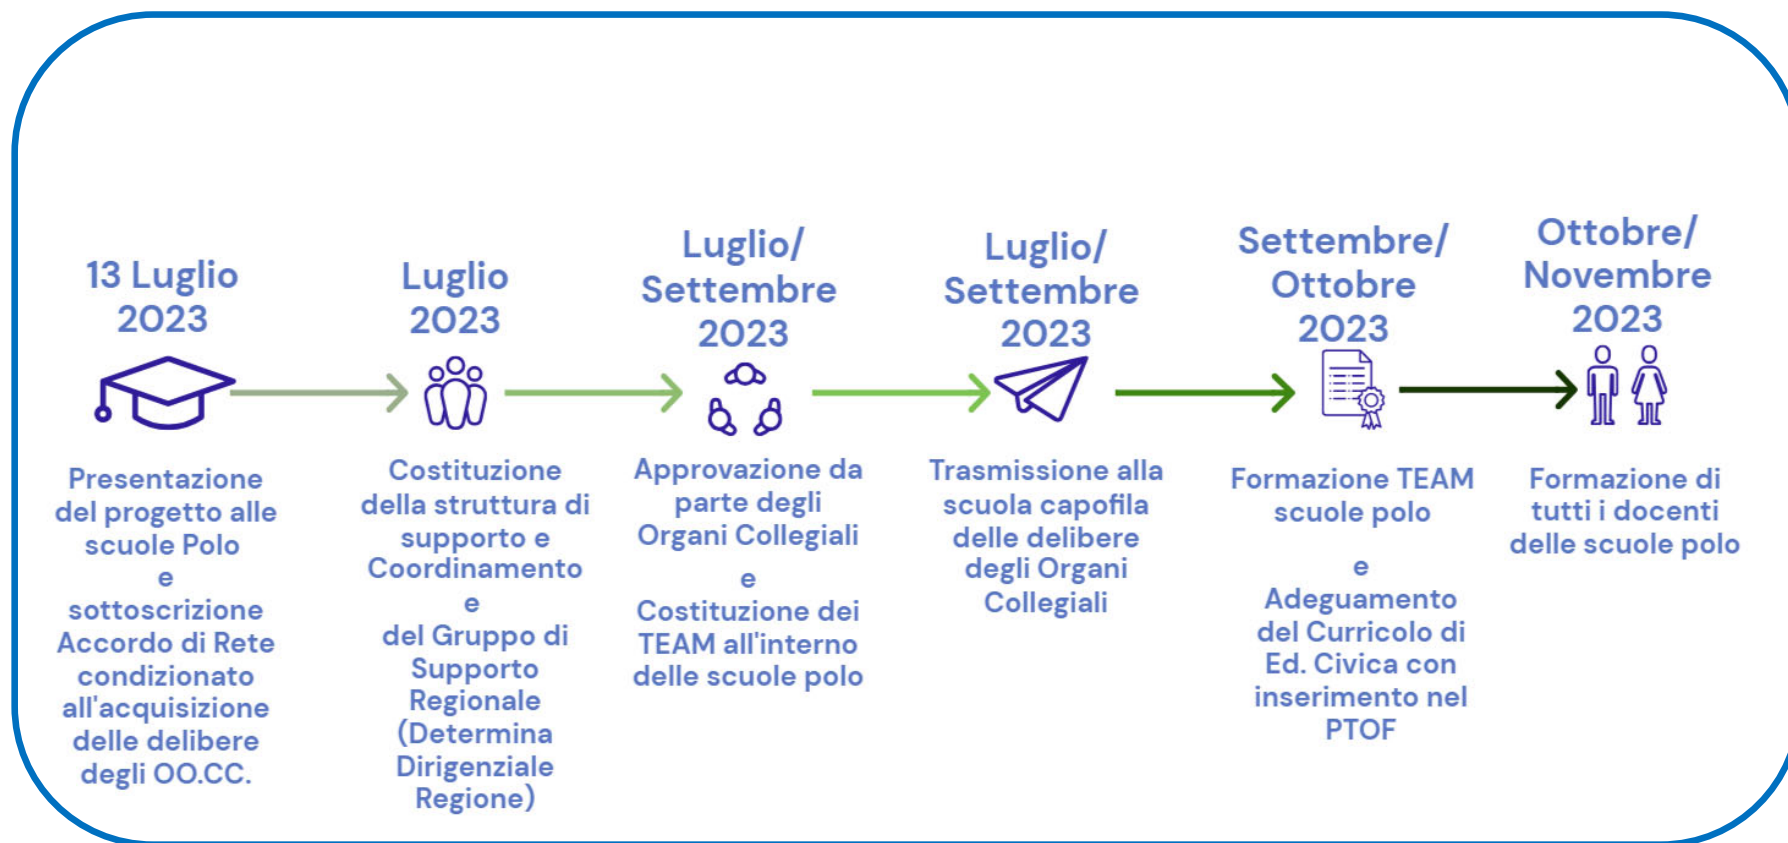 13 Luglio
2023
Presentazione
del progetto alle
scuole Polo
e
sottoscrizione
Accordo di Rete
condizionato
all'acquisizione
delle delibere
degli OO.CC.
Luglio
2023
Costituzione
della struttura di
supporto e
Coordinamento
e
del Gruppo di
Supporto
Regionale
(Determina
Dirigenziale
Regione)
Luglio/
Settembre
2023
Approvazione da
parte degli
Organi Collegiali
e
Costituzione dei
TEAM all'interno
delle scuole polo
Luglio/
Settembre
2023
Trasmissione alla
scuola capofila
delle delibere
degli Organi
Collegiali
Settembre/
Ottobre
2023
Formazione TEAM
scuole polo
e
Adeguamento
del Curricolo di
Ed. Civica con
inserimento nel
PTOF
Ottobre/
Novembre
2023
Formazione di
tutti i docenti
delle scuole polo